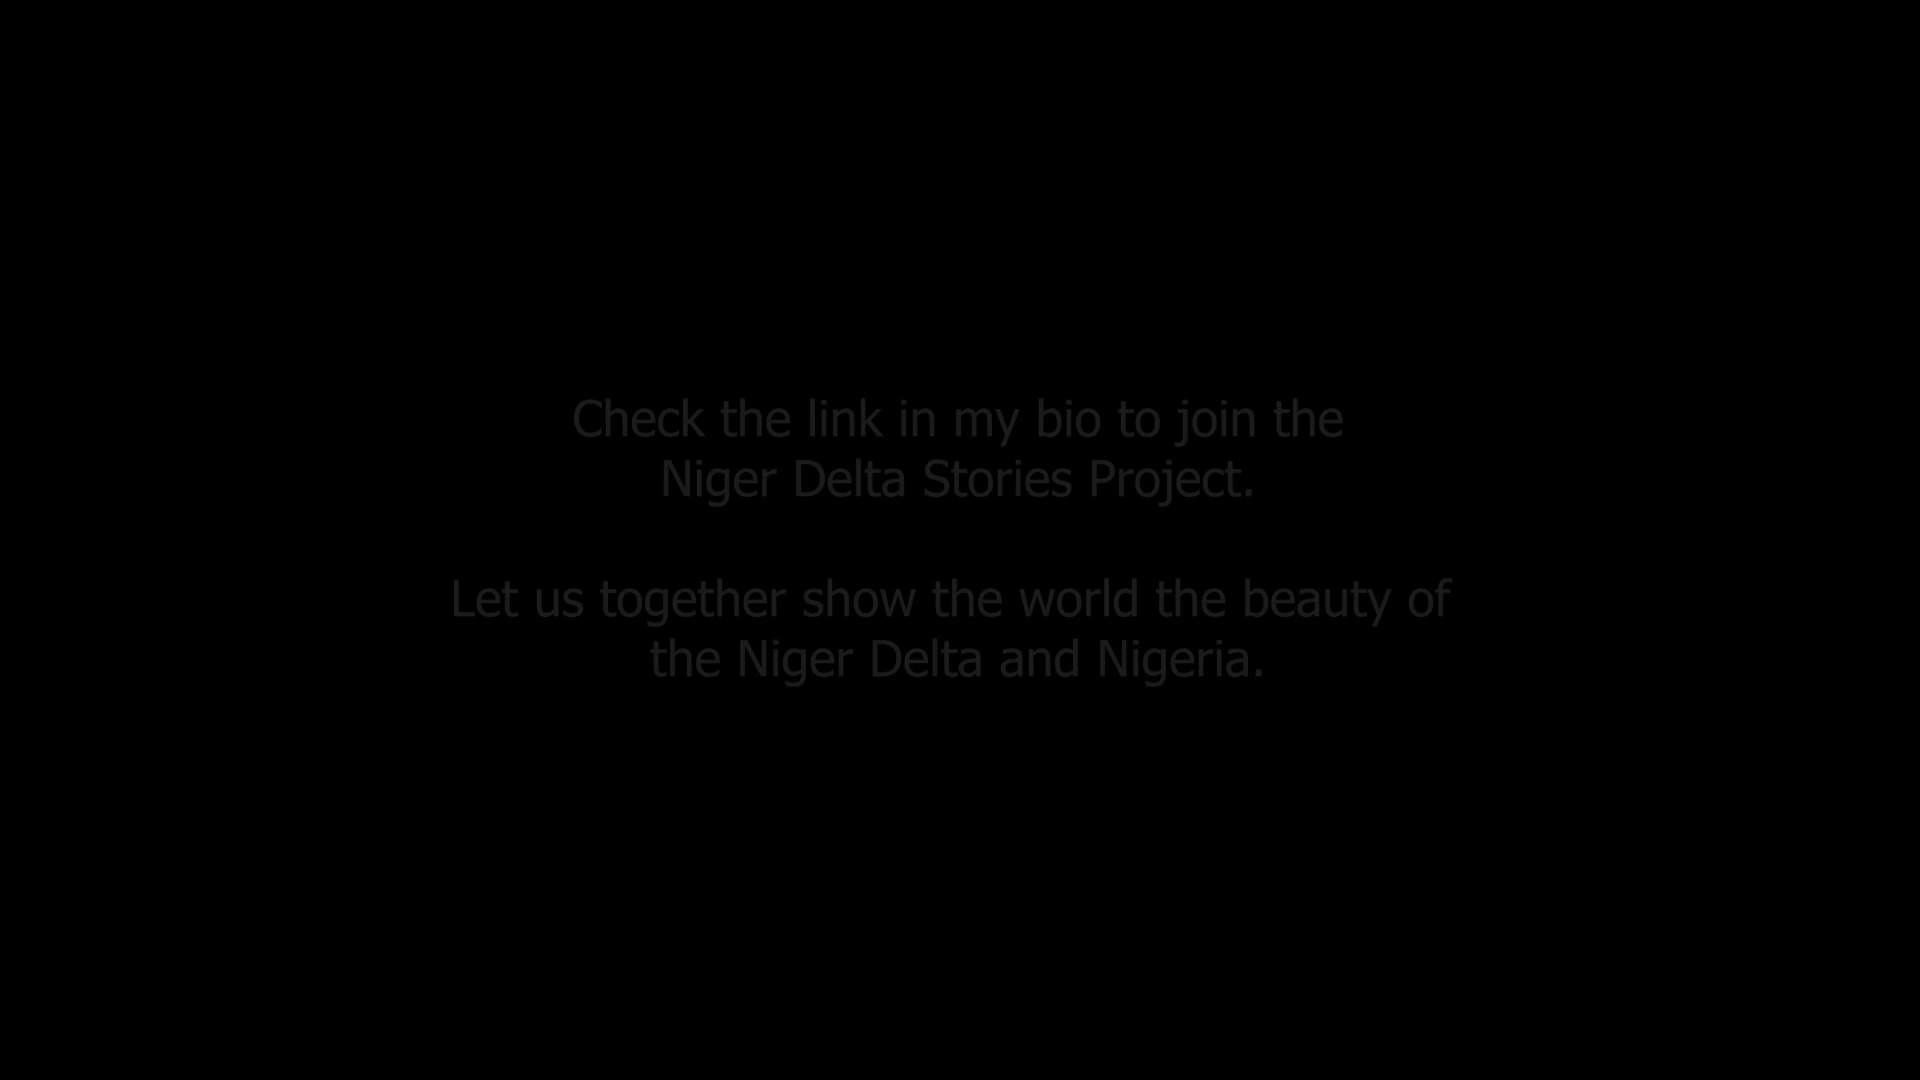 Check the link in my bio to join the
Niger Delta Stories Project.
Let us together show the world the beauty of
the Niger Delta and Nigeria.